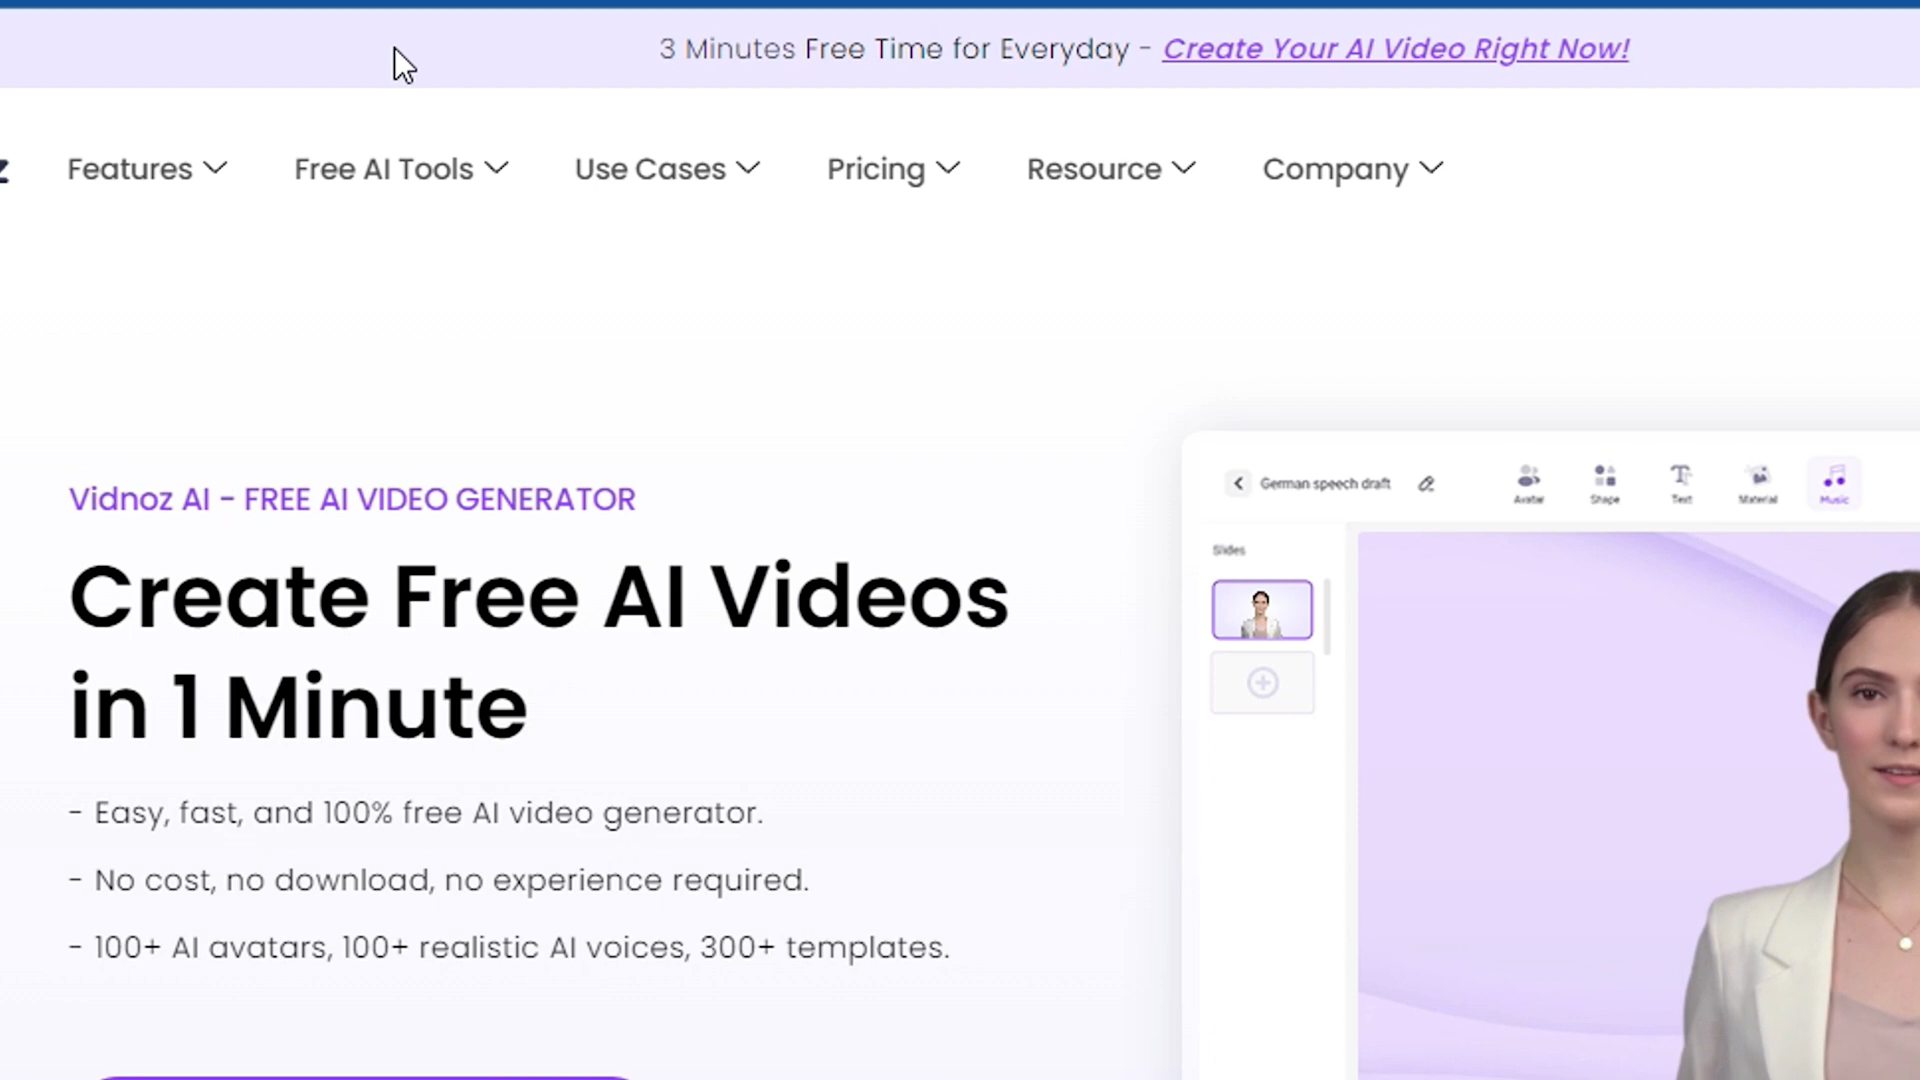 3 Minutes Free Time for Everyday - Create Your AI Video Right Now!
z Features Free AI Tools Use Cases Pricing Resource Company
Vidnoz AI - FREE AI VIDEO GENERATOR
Create Free AI Videos
in 1 Minute
- Easy, fast, and 100% free AI video generator.
- No cost, no download, no experience required.
- 100+ AI avatars, 100+ realistic AI voices, 300+ templates.
German speech draft
Avatar Shape Text Material Music
Slides